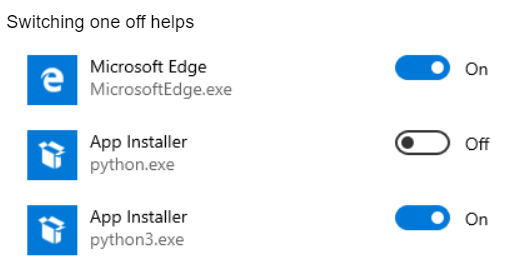 Switching one off helps
Microsoft Edge
On
MicrosoftEdge.exe
App Installer
Off
python.exe
App Installer
On
python3.exe